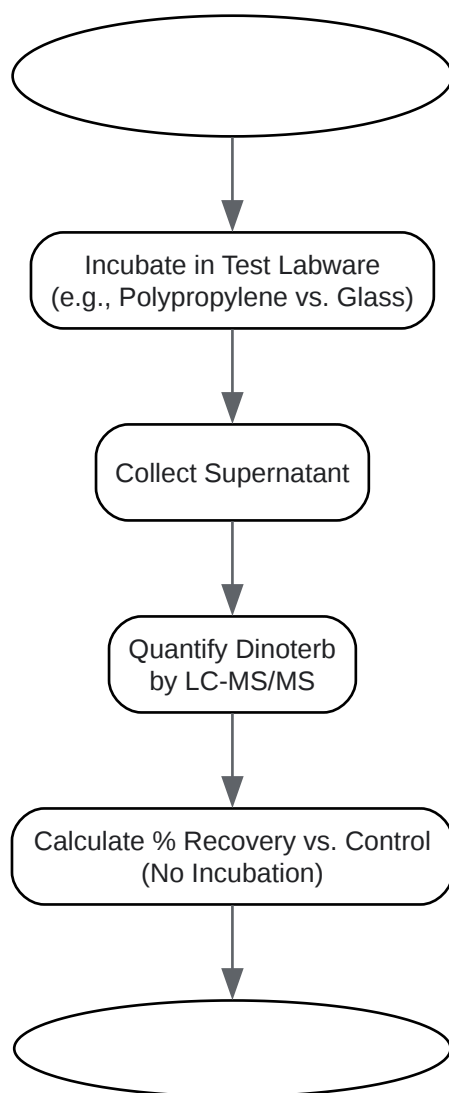 Incubate in Test Labware
(e.g., Polypropylene vs. Glass)
Collect Supernatant
Quantify Dinoterb
by LC-MS/MS
Calculate % Recovery vs. Control
(No Incubation)